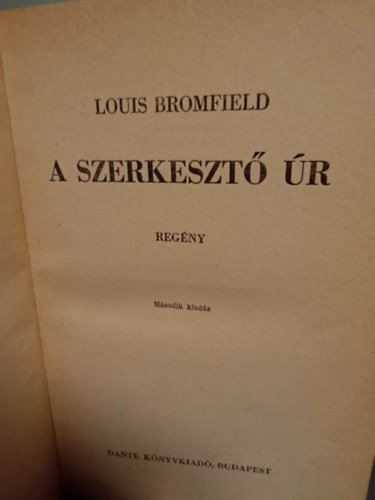 LOUIS BROMFIELD
A SZERKESZTŐ ÚR
REGÉNY
Második kiadás
DANTE KÖNYVKIADÓ, BUDAPEST